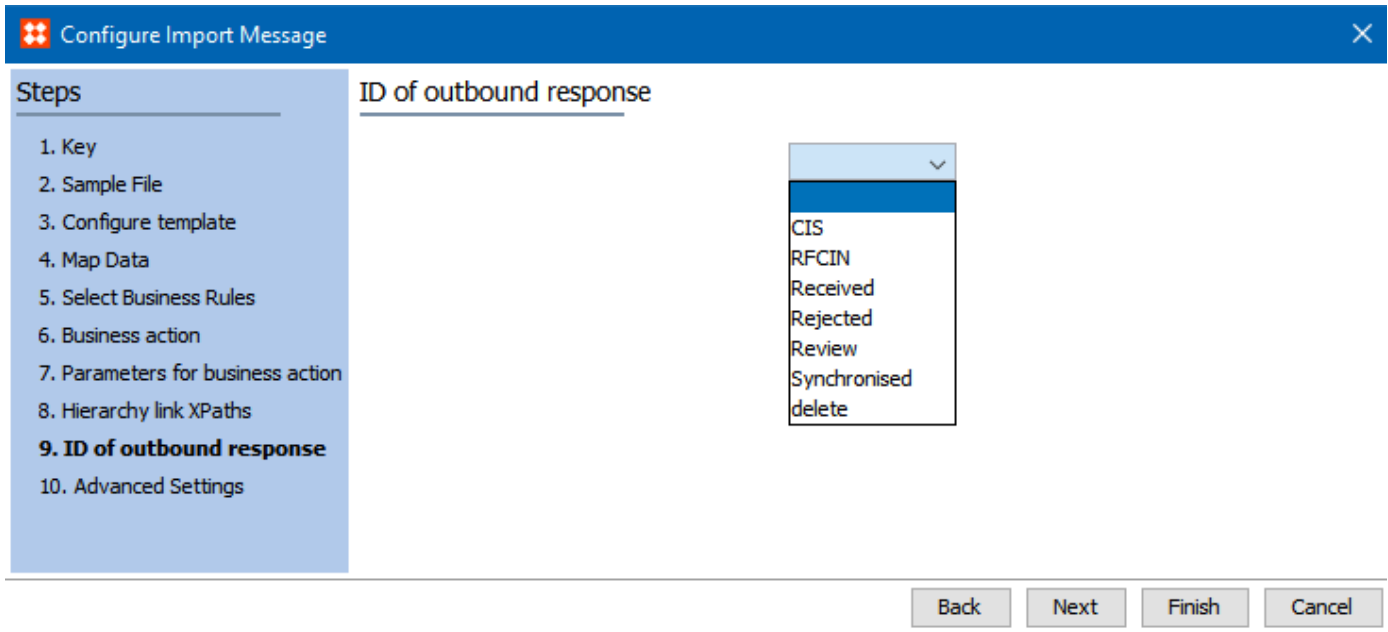 Configure Import Message
Steps
1. Key
2. Sample File
3. Configure template
4. Map Data
5. Select Business Rules
6. Business action
7. Parameters for business action
8. Hierarchy link XPaths
9. ID of outbound response
10. Advanced Settings
ID of outbound response
CIS
RFCIN
Received
Rejected
Review
Synchronised
delete
Back Next Finish Cancel